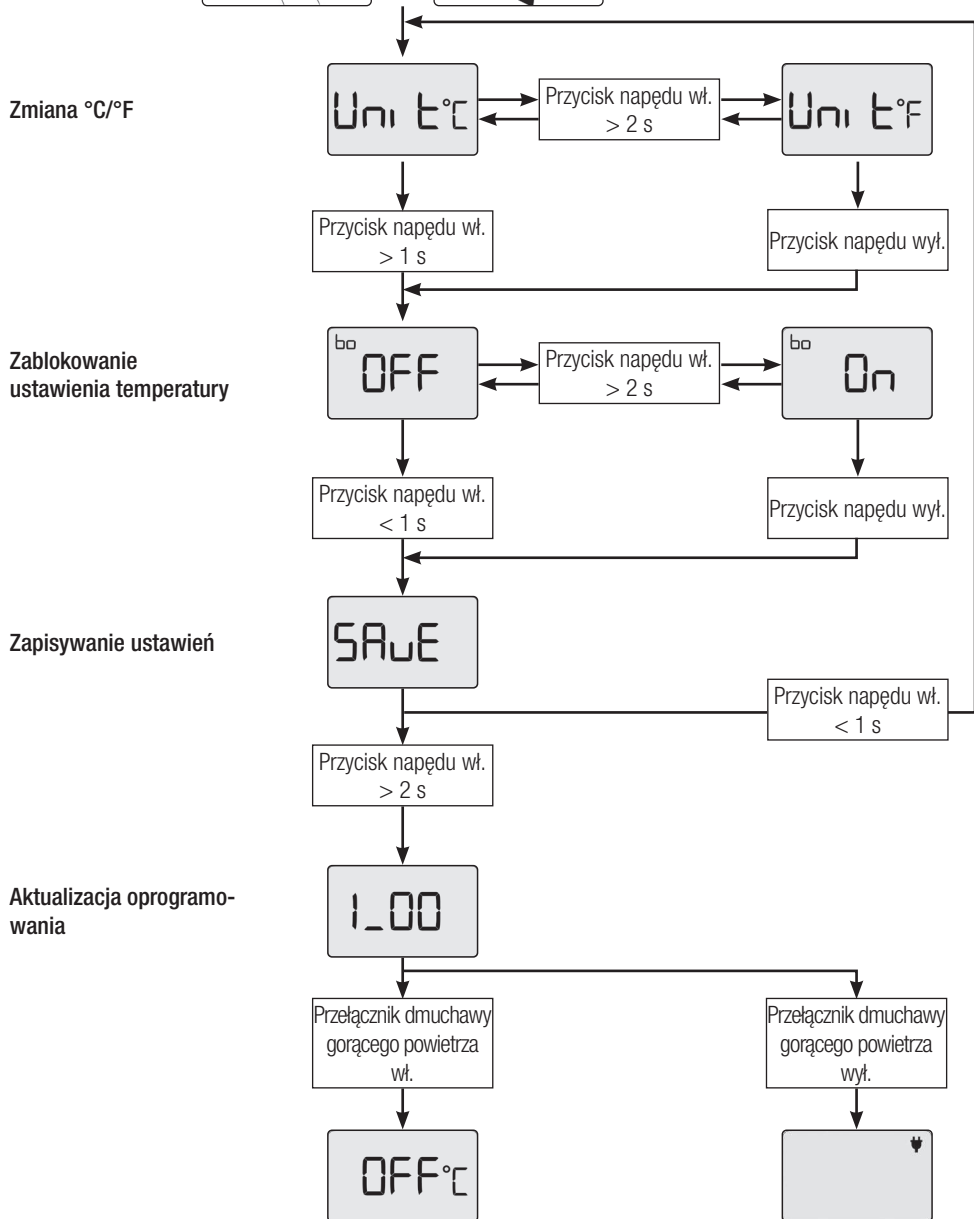 Zmiana °C/°F
Unit°C
Przycisk napędu wł.
> 2 s
Unit°F
Przycisk napędu wł.
> 1 s
Przycisk napędu wył.
Zablokowanie
ustawienia temperatury
bo
OFF
Przycisk napędu wł.
> 2 s
bo
On
Przycisk napędu wł.
< 1 s
Przycisk napędu wył.
Zapisywanie ustawień
SAvE
Przycisk napędu wł.
< 1 s
Przycisk napędu wł.
> 2 s
Aktualizacja oprogramo-
wania
1_00
Przełącznik dmuchawy
gorącego powietrza
wł.
Przełącznik dmuchawy
gorącego powietrza
wył.
OFF°C